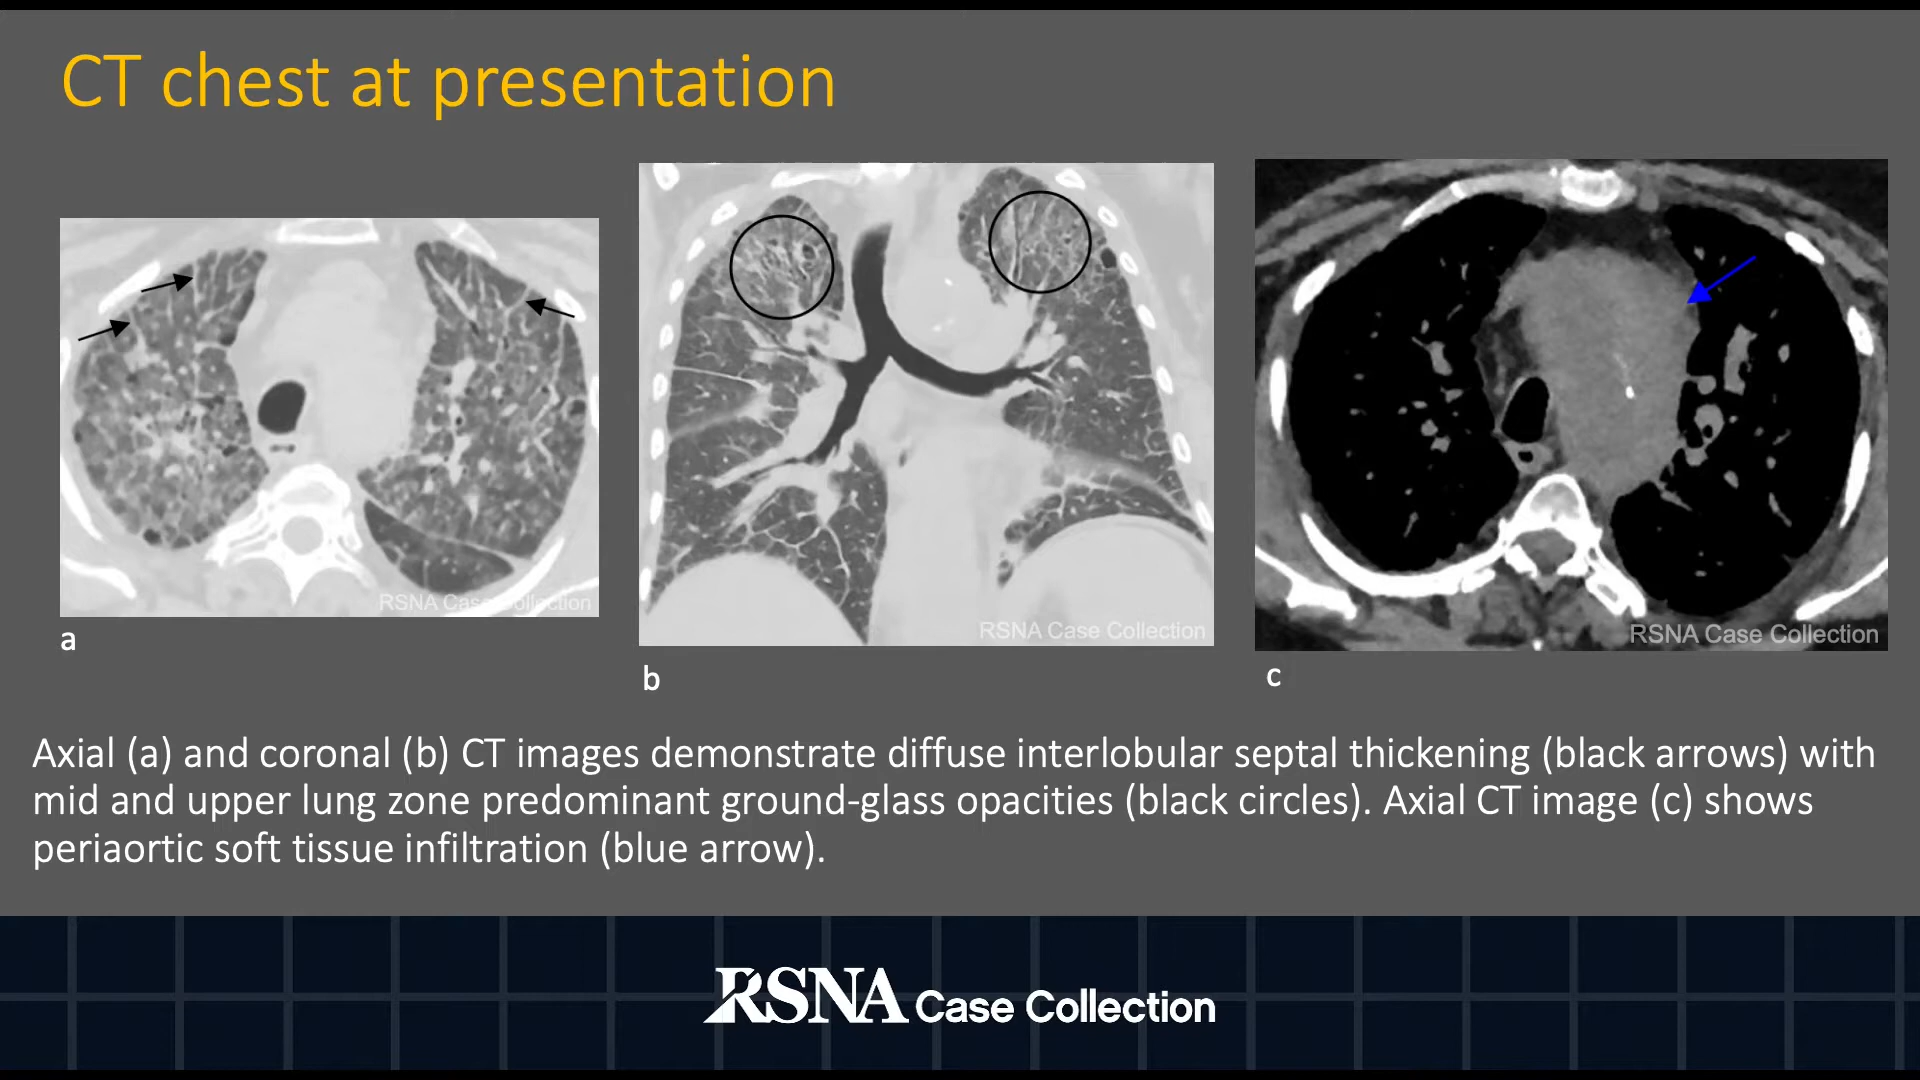 CT chest at presentation
RSNA Case Collection
RSNA Case Collection
RSNA Case Collection
a
b
c
Axial (a) and coronal (b) CT images demonstrate diffuse interlobular septal thickening (black arrows) with
mid and upper lung zone predominant ground-glass opacities (black circles). Axial CT image (c) shows
periaortic soft tissue infiltration (blue arrow).
RSNA Case Collection